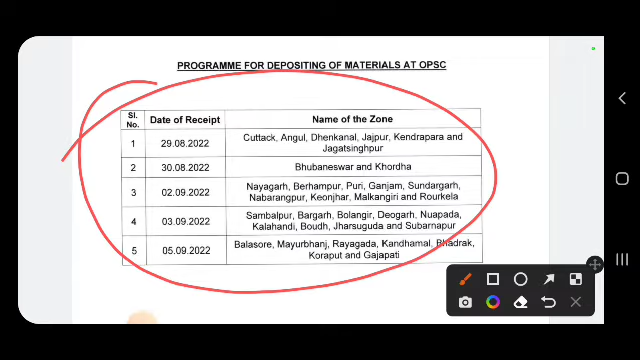 PROGRAMME FOR DEPOSITING OF MATERIALS AT OPSC
Sl. No. Date of Receipt Name of the Zone
1 29.08.2022 Cuttack, Angul, Dhenkanal, Jajpur, Kendrapara and
Jagatsinghpur
2 30.08.2022 Bhubaneswar and Khordha
3 02.09.2022 Nayagarh, Berhampur, Puri, Ganjam, Sundargarh,
Nabarangpur, Keonjhar, Malkangiri and Rourkela
4 03.09.2022 Sambalpur, Bargarh, Bolangir, Deogarh, Nuapada,
Kalahandi, Boudh, Jharsuguda and Subarnapur
5 05.09.2022 Balasore, Mayurbhanj, Rayagada, Kandhamal, Bhadrak,
Koraput and Gajapati